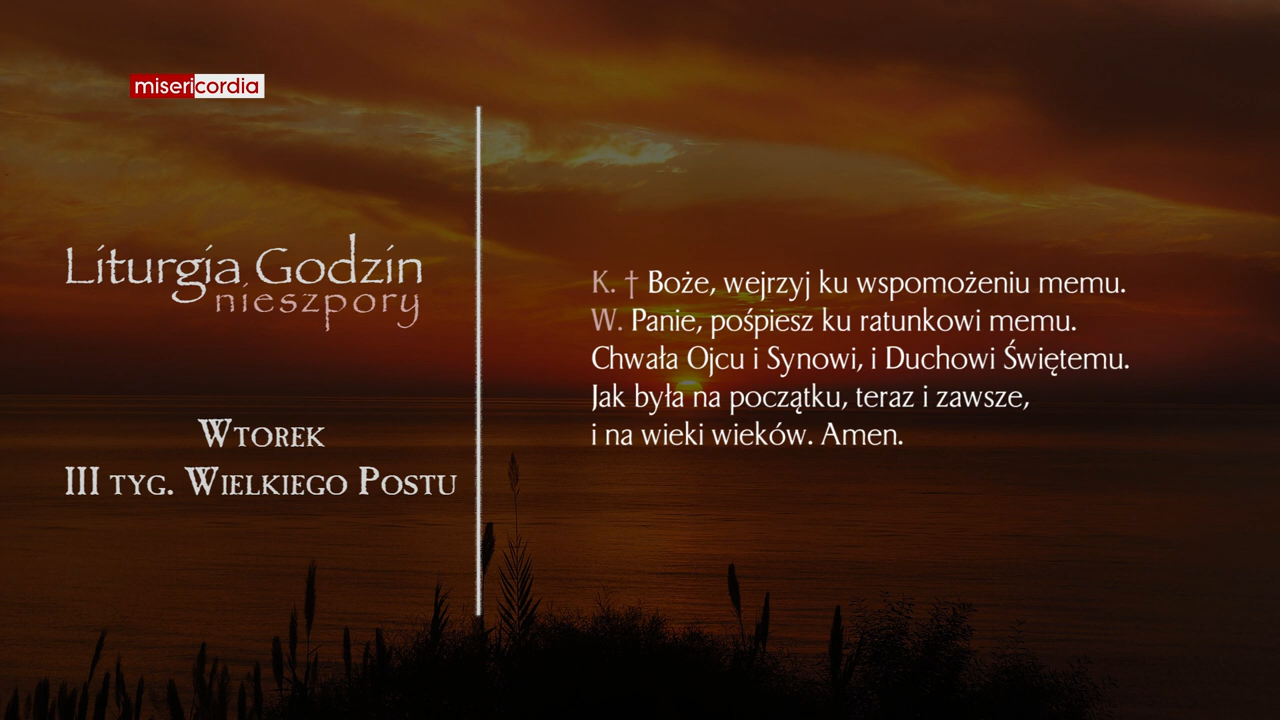 misericordia
Liturgia Godzin
nieszpory
Wtorek
III tyg. Wielkiego Postu
K. † Boże, wejrzyj ku wspomożeniu memu.
W. Panie, pośpiesz ku ratunkowi memu.
Chwała Ojcu i Synowi, i Duchowi Świętemu.
Jak była na początku, teraz i zawsze,
i na wieki wieków. Amen.